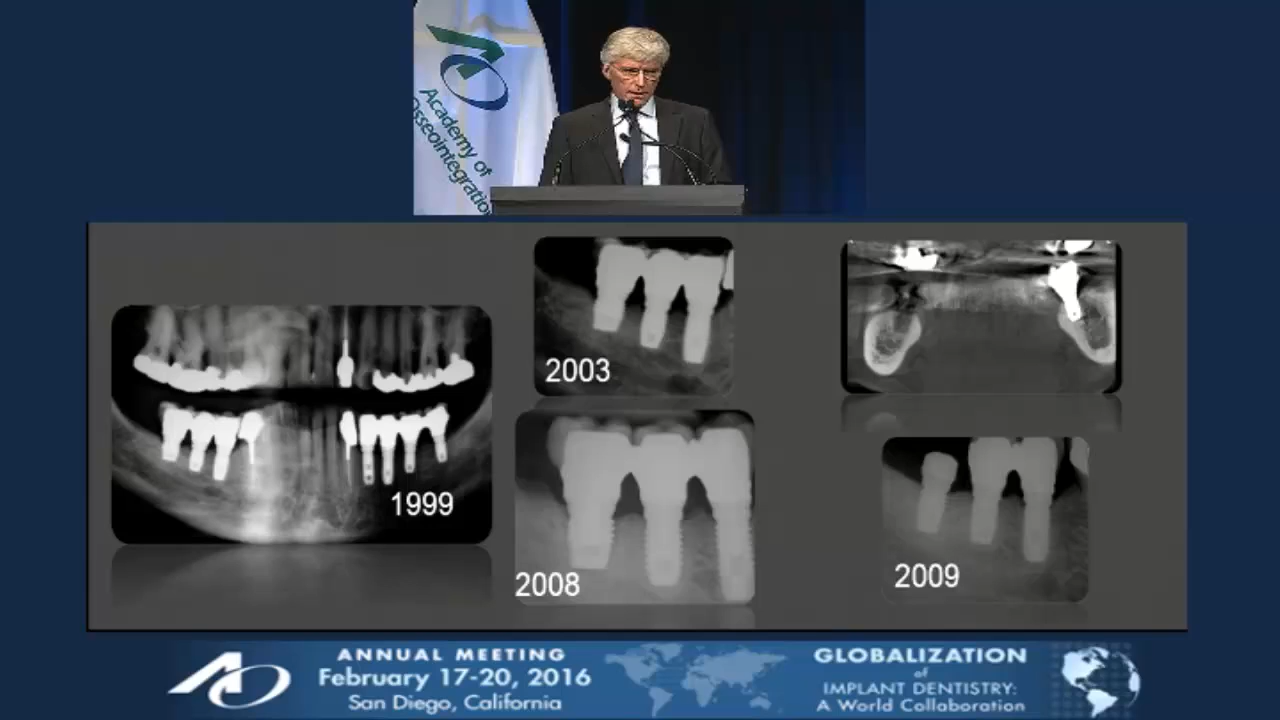 Academy of
Osseointegration
2003
1999
2008
2009
ANNUAL MEETING
February 17-20, 2016
San Diego, California
GLOBALIZATION
of
IMPLANT DENTISTRY:
A World Collaboration